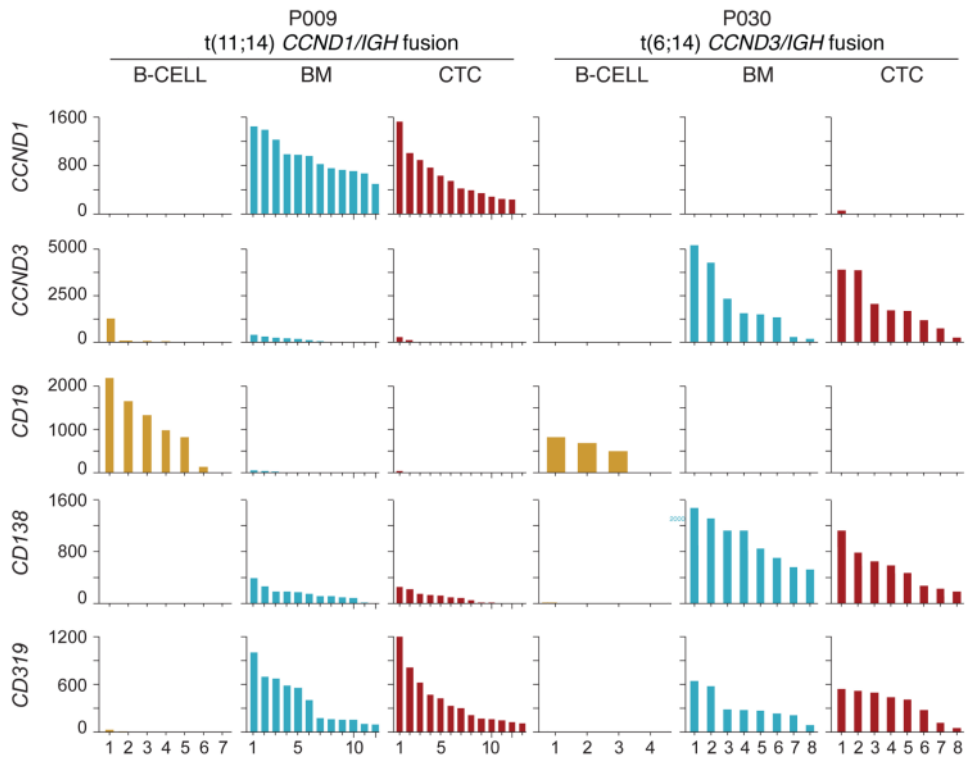 P009
t(11;14) CCND1/IGH fusion
P030
t(6;14) CCND3/IGH fusion
B-CELL BM CTC B-CELL BM CTC
CCND1
1600
800
0
CCND3
5000
2500
0
CD19
2000
1000
0
CD138
1600
800
0
2000
CD319
1200
600
0
1 2 3 4 5 6 7 1 5 10 1 5 10 1 2 3 4 1 2 3 4 5 6 7 8 1 2 3 4 5 6 7 8